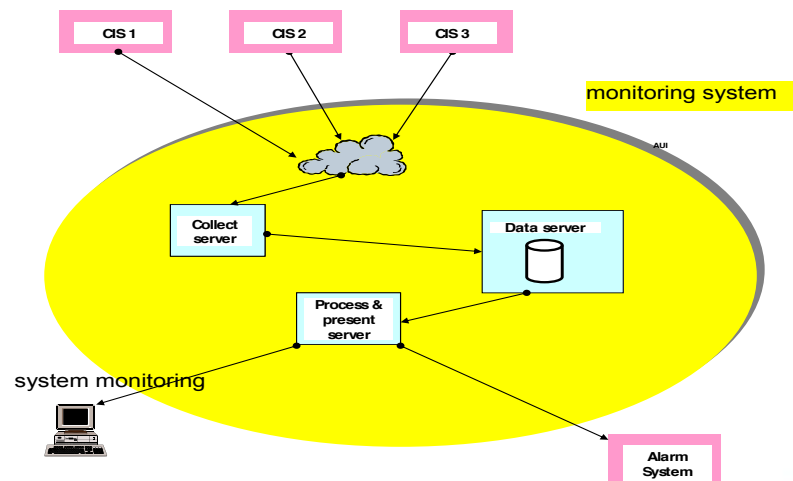 CIS 1
CIS 2
CIS 3
monitoring system
AUI
Collect
server
Data server
Process &
present
server
system monitoring
Alarm
System